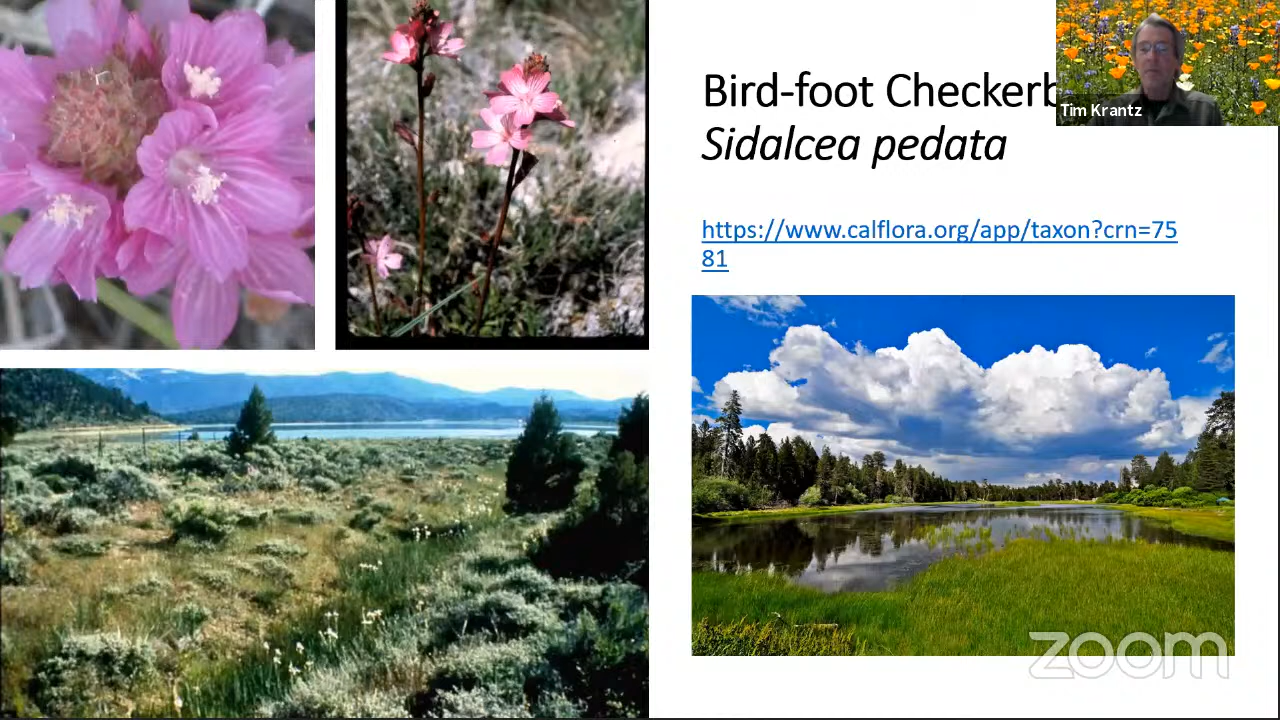 Bird-foot Checkerb
Tim Krantz
Sidalcea pedata
https://www.calflora.org/app/taxon?crn=75
81
zoom